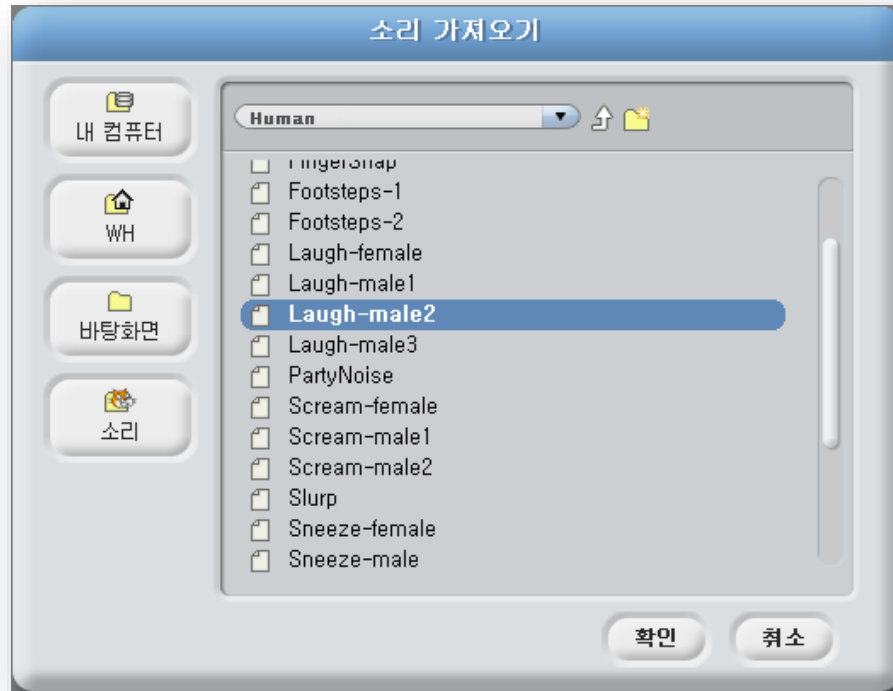 소리 가져오기
내 컴퓨터
WH
바탕화면
소리
Human
FingerSnap
Footsteps-1
Footsteps-2
Laugh-female
Laugh-male1
Laugh-male2
Laugh-male3
PartyNoise
Scream-female
Scream-male1
Scream-male2
Slurp
Sneeze-female
Sneeze-male
확인
취소